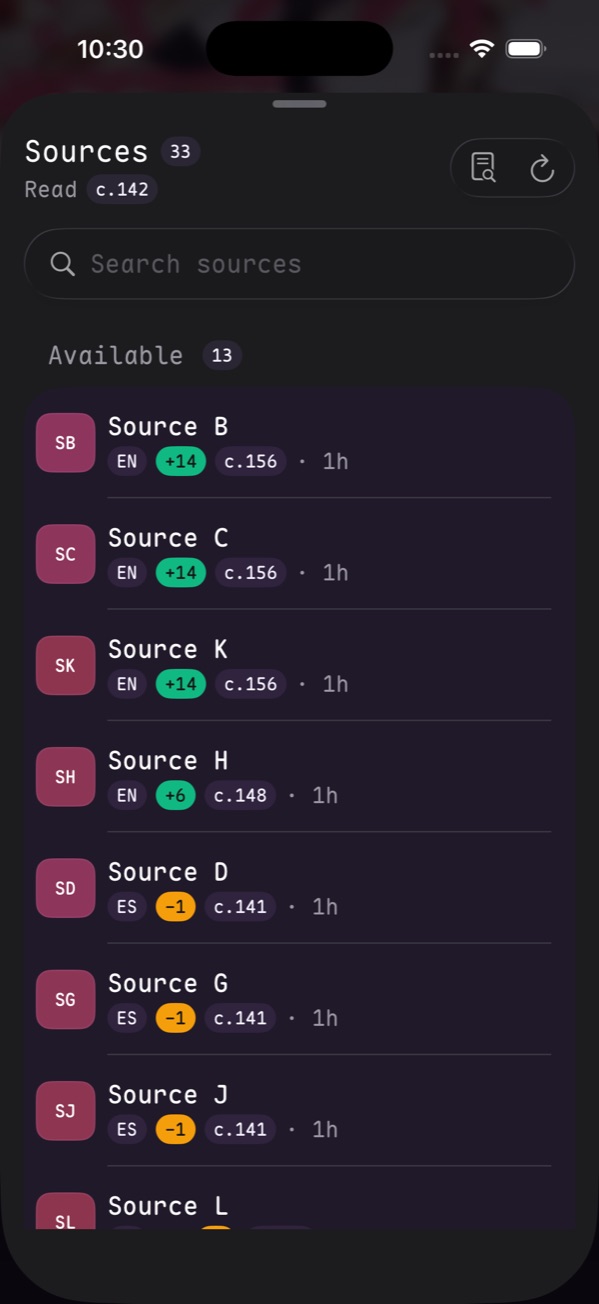 10:30
Sources 33
Read c.142
Search sources
Available 13
SB
Source B
EN +14 c.156 · 1h
SC
Source C
EN +14 c.156 · 1h
SK
Source K
EN +14 c.156 · 1h
SH
Source H
EN +6 c.148 · 1h
SD
Source D
ES −1 c.141 · 1h
SG
Source G
ES −1 c.141 · 1h
SJ
Source J
ES −1 c.141 · 1h
SL
Source L